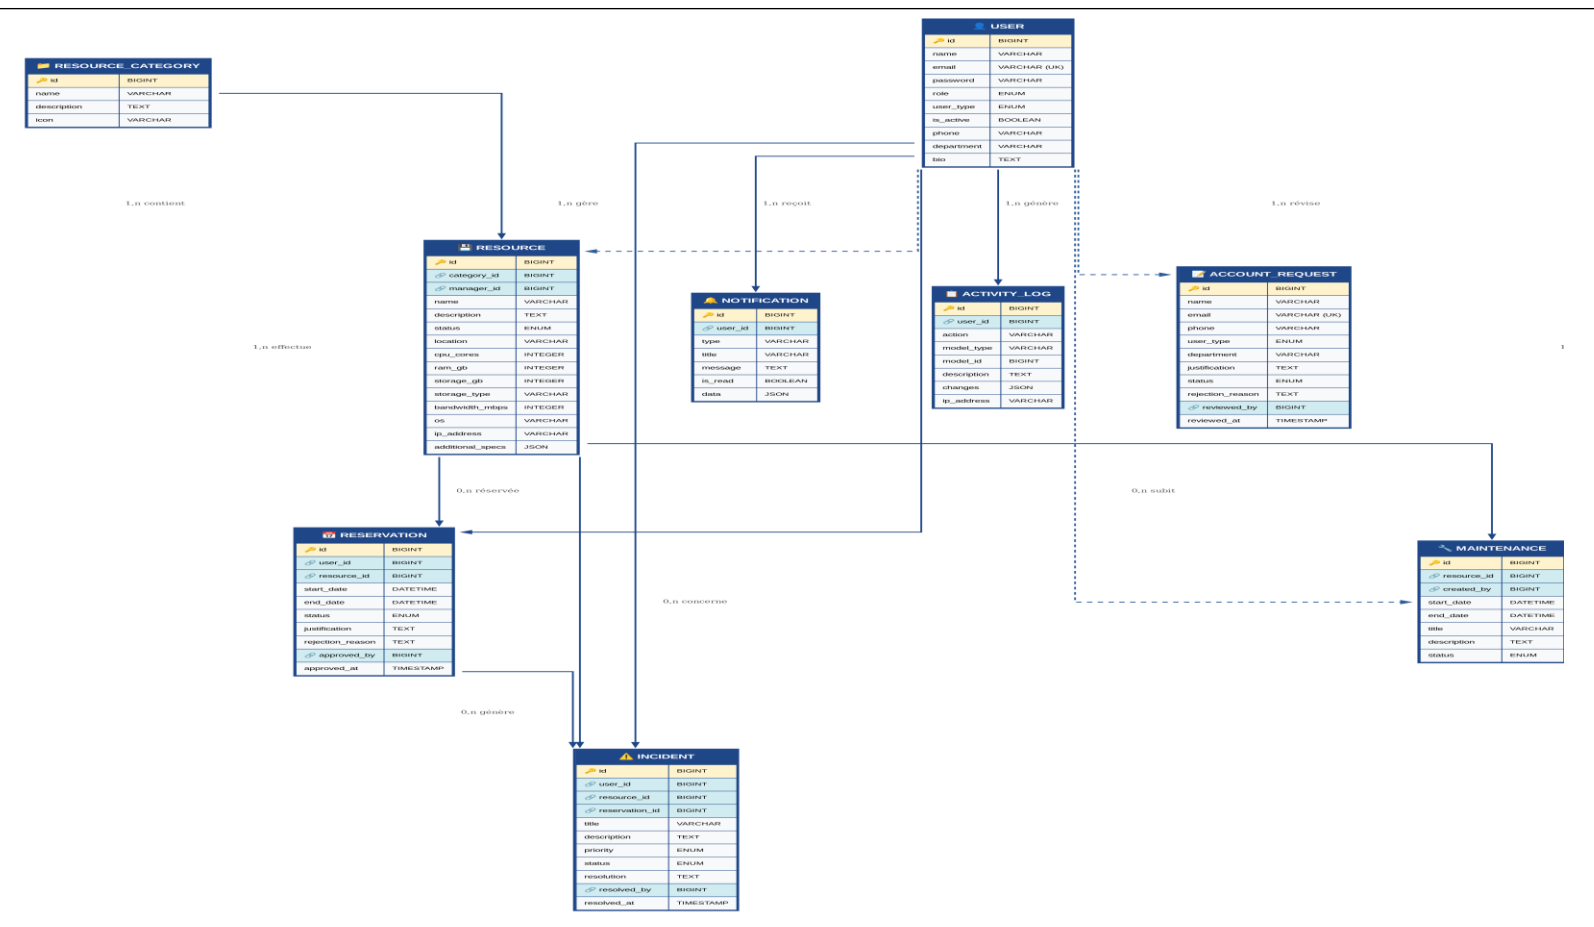 USER
id BIGINT
name VARCHAR
email VARCHAR (UK)
password VARCHAR
role ENUM
user_type ENUM
is_active BOOLEAN
phone VARCHAR
department VARCHAR
bio TEXT
RESOURCE_CATEGORY
id BIGINT
name VARCHAR
description TEXT
icon VARCHAR
1,n contient
1,n gère
1,n reçoit
1,n génère
1,n révise
RESOURCE
id BIGINT
category_id BIGINT
manager_id BIGINT
name VARCHAR
description TEXT
status ENUM
location VARCHAR
cpu_cores INTEGER
ram_gb INTEGER
storage_gb INTEGER
storage_type VARCHAR
bandwidth_mbps INTEGER
os VARCHAR
ip_address VARCHAR
additional_specs JSON
NOTIFICATION
id BIGINT
user_id BIGINT
type VARCHAR
title VARCHAR
message TEXT
is_read BOOLEAN
data JSON
ACTIVITY_LOG
id BIGINT
user_id BIGINT
action VARCHAR
model_type VARCHAR
model_id BIGINT
description TEXT
changes JSON
ip_address VARCHAR
ACCOUNT_REQUEST
id BIGINT
name VARCHAR
email VARCHAR (UK)
phone VARCHAR
user_type ENUM
department VARCHAR
justification TEXT
status ENUM
rejection_reason TEXT
reviewed_by BIGINT
reviewed_at TIMESTAMP
1,n effectue
1
0,n réservée
0,n subit
RESERVATION
id BIGINT
user_id BIGINT
resource_id BIGINT
start_date DATETIME
end_date DATETIME
status ENUM
justification TEXT
rejection_reason TEXT
approved_by BIGINT
approved_at TIMESTAMP
MAINTENANCE
id BIGINT
resource_id BIGINT
created_by BIGINT
start_date DATETIME
end_date DATETIME
title VARCHAR
description TEXT
status ENUM
0,n concerne
0,n génère
INCIDENT
id BIGINT
user_id BIGINT
resource_id BIGINT
reservation_id BIGINT
title VARCHAR
description TEXT
priority ENUM
status ENUM
resolution TEXT
resolved_by BIGINT
resolved_at TIMESTAMP